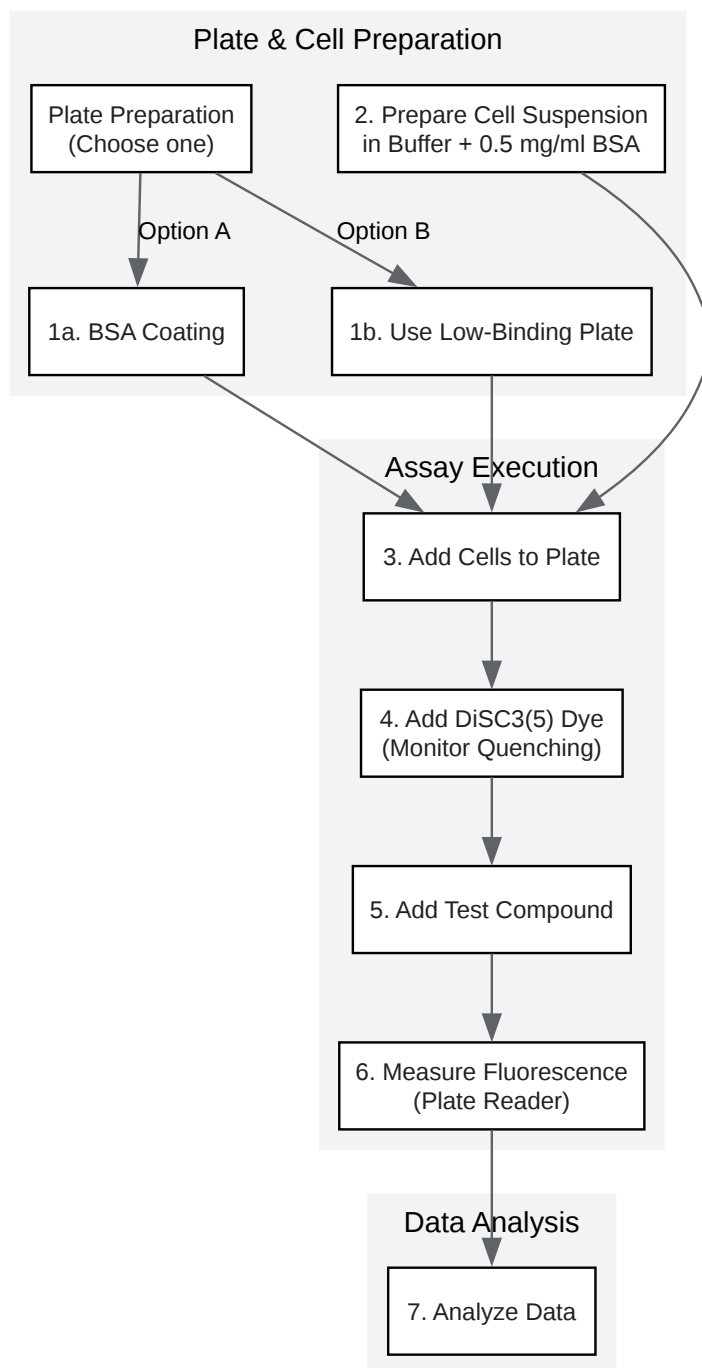 Plate & Cell Preparation
Plate Preparation
(Choose one)
2. Prepare Cell Suspension
in Buffer + 0.5 mg/ml BSA
Option A
Option B
1a. BSA Coating
1b. Use Low-Binding Plate
Assay Execution
3. Add Cells to Plate
4. Add DiSC3(5) Dye
(Monitor Quenching)
5. Add Test Compound
6. Measure Fluorescence
(Plate Reader)
Data Analysis
7. Analyze Data